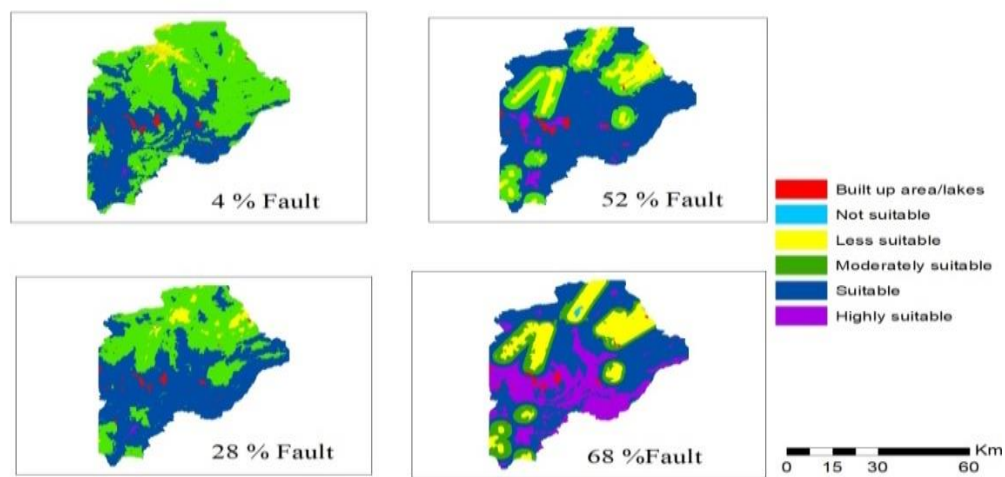 4 % Fault
52 % Fault
28 % Fault
68 %Fault
Built up area/lakes
Not suitable
Less suitable
Moderately suitable
Suitable
Highly suitable
Km
0 15 30 60